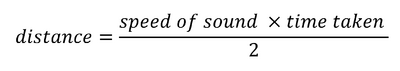 distance = speed of sound × time taken / 2